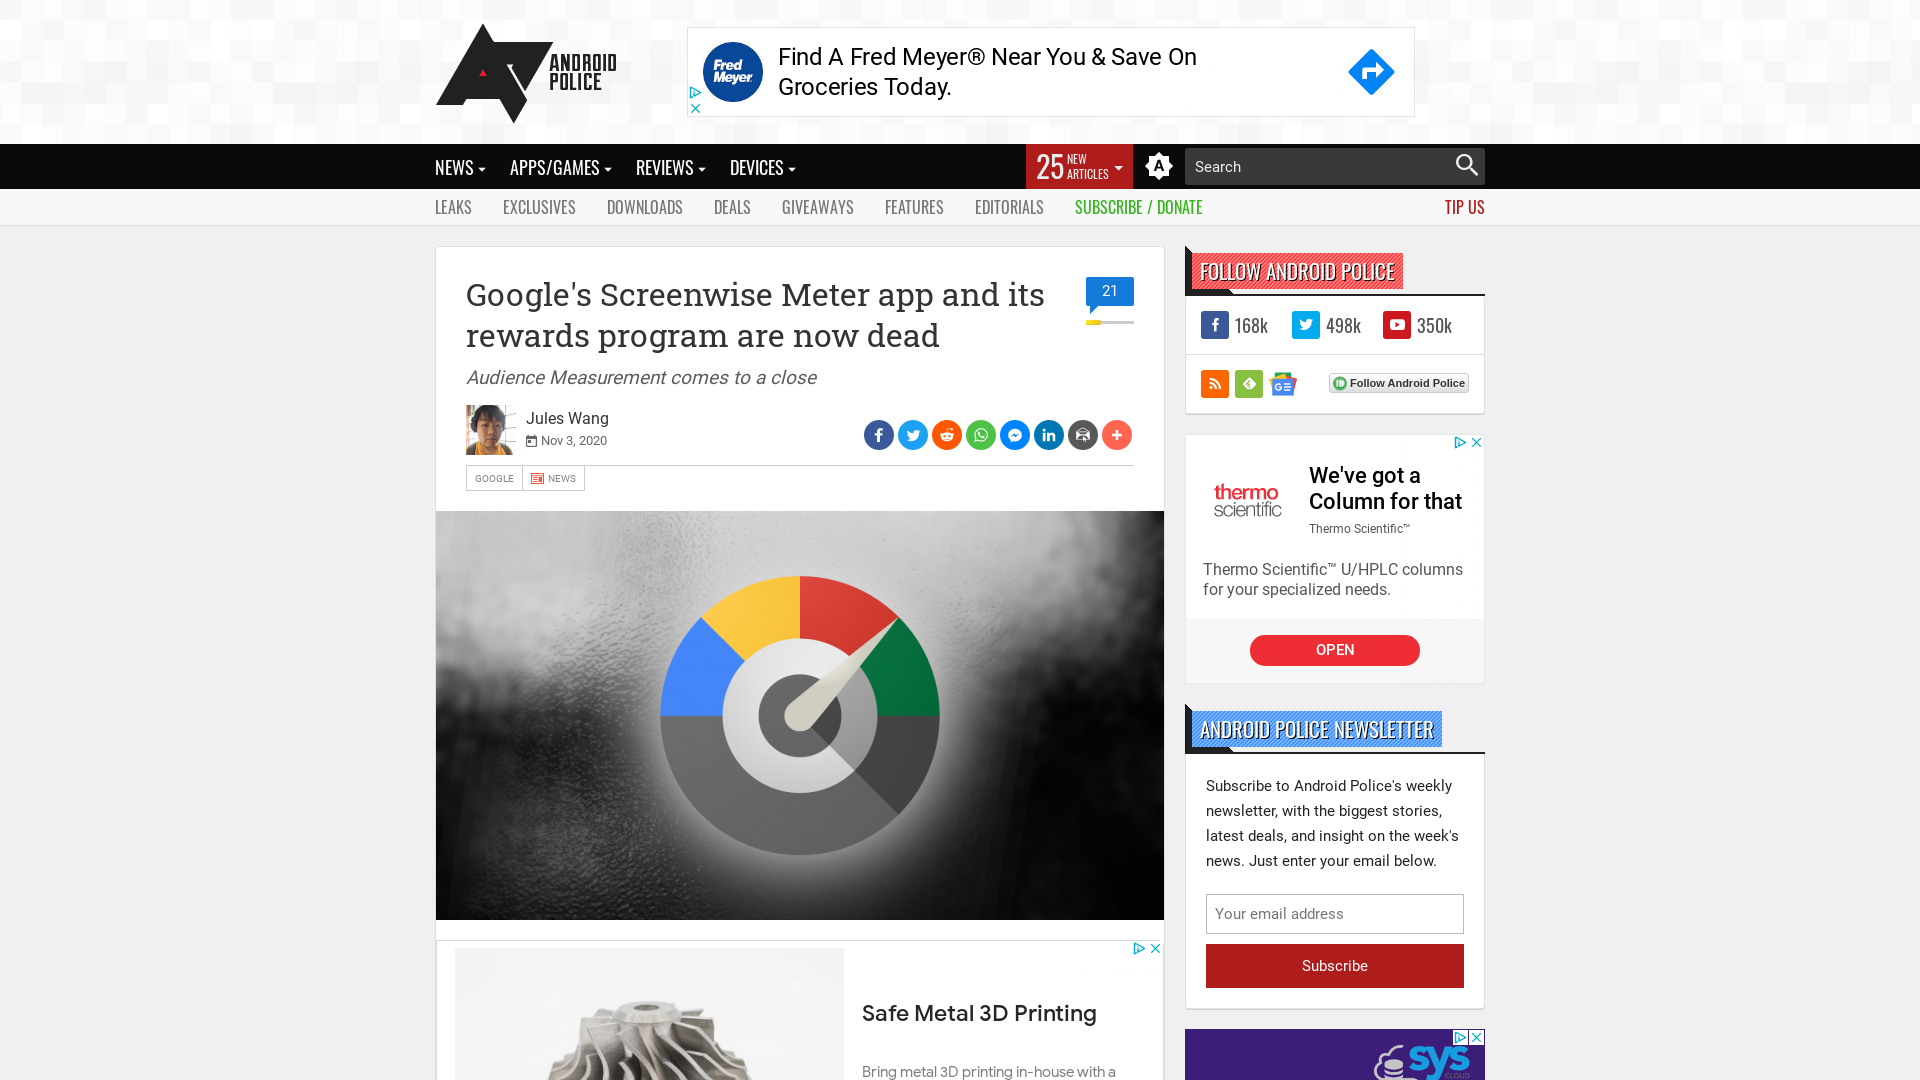 ANDROID
POLICE
Fred
Meyer
Find A Fred Meyer® Near You & Save On
Groceries Today.
NEWS
APPS/GAMES
REVIEWS
DEVICES
25 NEW
ARTICLES
A
Search
LEAKS
EXCLUSIVES
DOWNLOADS
DEALS
GIVEAWAYS
FEATURES
EDITORIALS
SUBSCRIBE / DONATE
TIP US
Google's Screenwise Meter app and its
rewards program are now dead
21
Audience Measurement comes to a close
Jules Wang
Nov 3, 2020
GOOGLE
NEWS
Safe Metal 3D Printing
Bring metal 3D printing in-house with a
FOLLOW ANDROID POLICE
168k
498k
350k
Follow Android Police
thermo
scientific
We've got a
Column for that
Thermo Scientific™
Thermo Scientific™ U/HPLC columns
for your specialized needs.
OPEN
ANDROID POLICE NEWSLETTER
Subscribe to Android Police's weekly
newsletter, with the biggest stories,
latest deals, and insight on the week's
news. Just enter your email below.
Your email address
Subscribe
sys
CLOUD